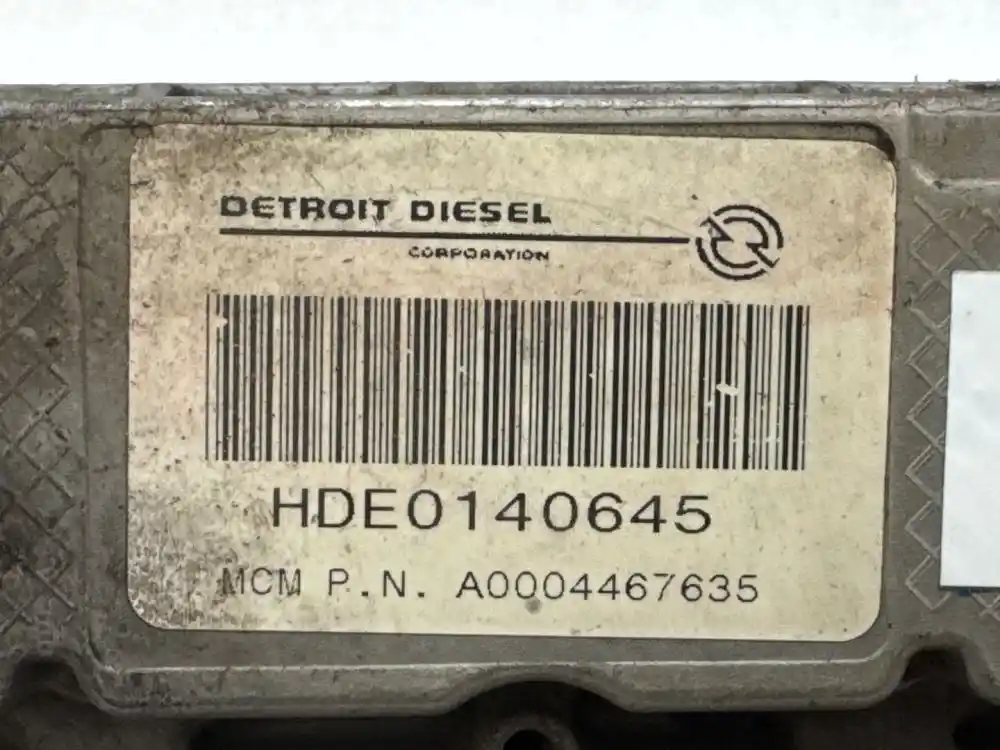 DETROIT DIESEL
CORPORATION
HDE0140645
MCM P.N. A0004467635